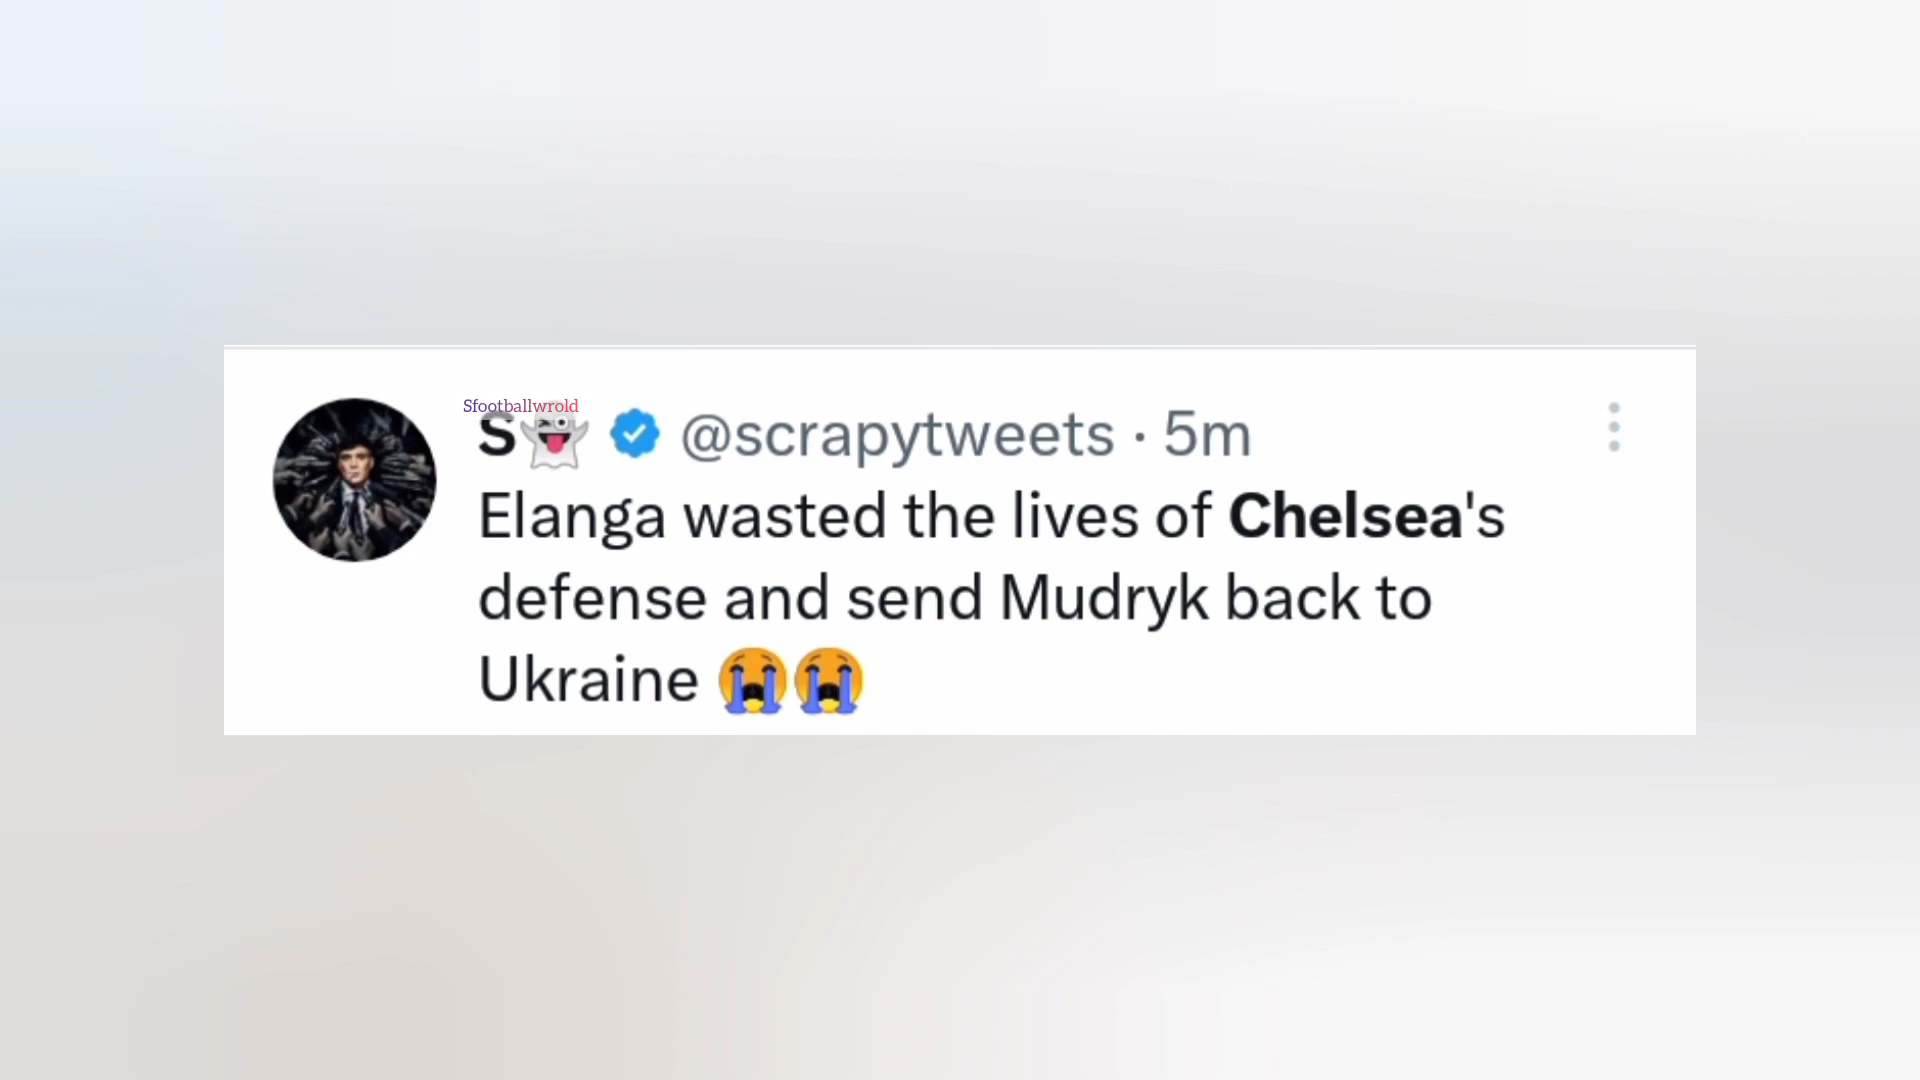 Sfootballwrold
S👻 @scrapytweets · 5m
Elanga wasted the lives of Chelsea's
defense and send Mudryk back to
Ukraine 😭😭